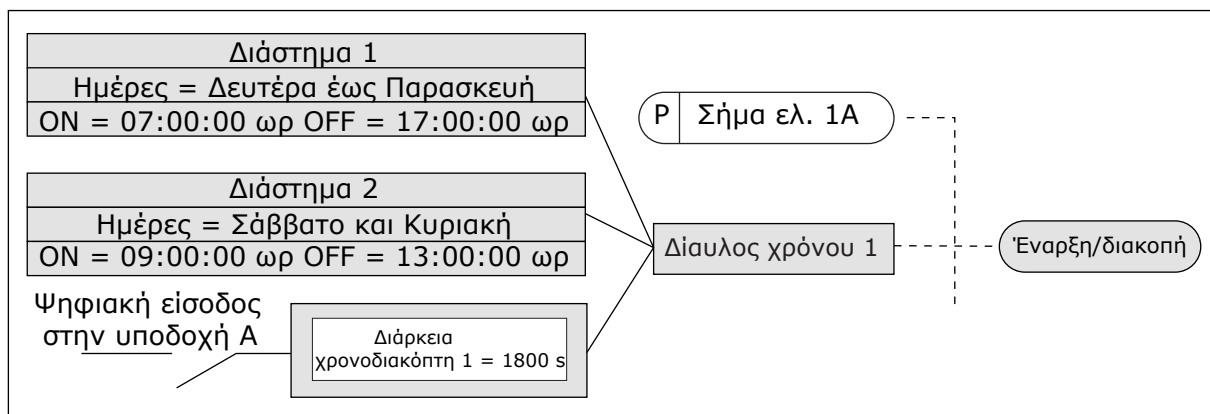 Διάστημα 1
Ημέρες = Δευτέρα έως Παρασκευή
ON = 07:00:00 ωρ OFF = 17:00:00 ωρ
P Σήμα ελ. 1A
Διάστημα 2
Ημέρες = Σάββατο και Κυριακή
ON = 09:00:00 ωρ OFF = 13:00:00 ωρ
Δίαυλος χρόνου 1
Έναρξη/διακοπή
Ψηφιακή είσοδος
στην υποδοχή A
Διάρκεια
χρονοδιακόπτη 1 = 1800 s